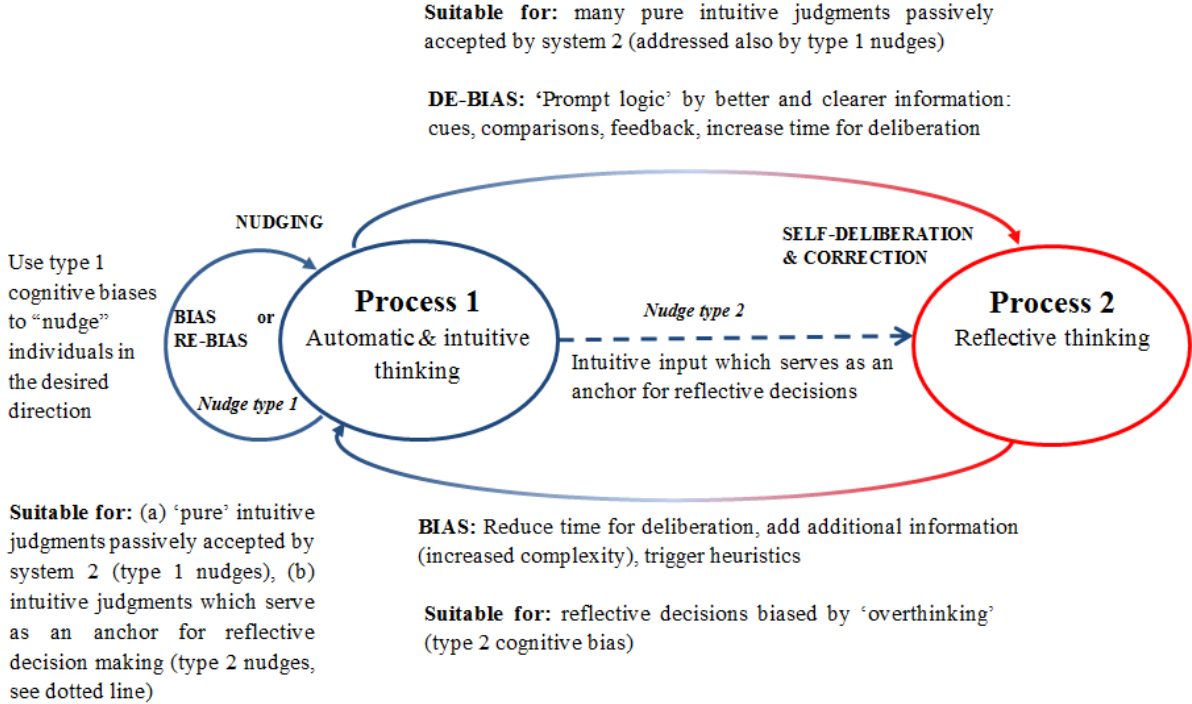 Suitable for: many pure intuitive judgments passively
accepted by system 2 (addressed also by type 1 nudges)
DE-BIAS: ‘Prompt logic’ by better and clearer information:
cues, comparisons, feedback, increase time for deliberation
NUDGING
SELF-DELIBERATION
& CORRECTION
Use type 1
cognitive biases
to “nudge”
individuals in
the desired
direction
BIAS or
RE-BIAS
Nudge type 1
Process 1
Automatic & intuitive
thinking
Nudge type 2
Intuitive input which serves as an
anchor for reflective decisions
Process 2
Reflective thinking
Suitable for: (a) ‘pure’ intuitive
judgments passively accepted by
system 2 (type 1 nudges), (b)
intuitive judgments which serve
as an anchor for reflective
decision making (type 2 nudges,
see dotted line)
BIAS: Reduce time for deliberation, add additional information
(increased complexity), trigger heuristics
Suitable for: reflective decisions biased by ‘overthinking’
(type 2 cognitive bias)